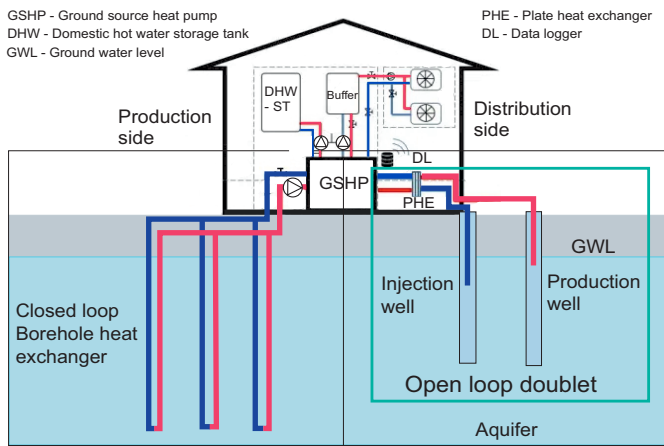 GSHP - Ground source heat pump
DHW - Domestic hot water storage tank
GWL - Ground water level
PHE - Plate heat exchanger
DL - Data logger
Production
side
DHW
- ST
Buffer
Distribution
side
DL
GSHP
PHE
GWL
Injection
well
Production
well
Closed loop
Borehole heat
exchanger
Open loop doublet
Aquifer